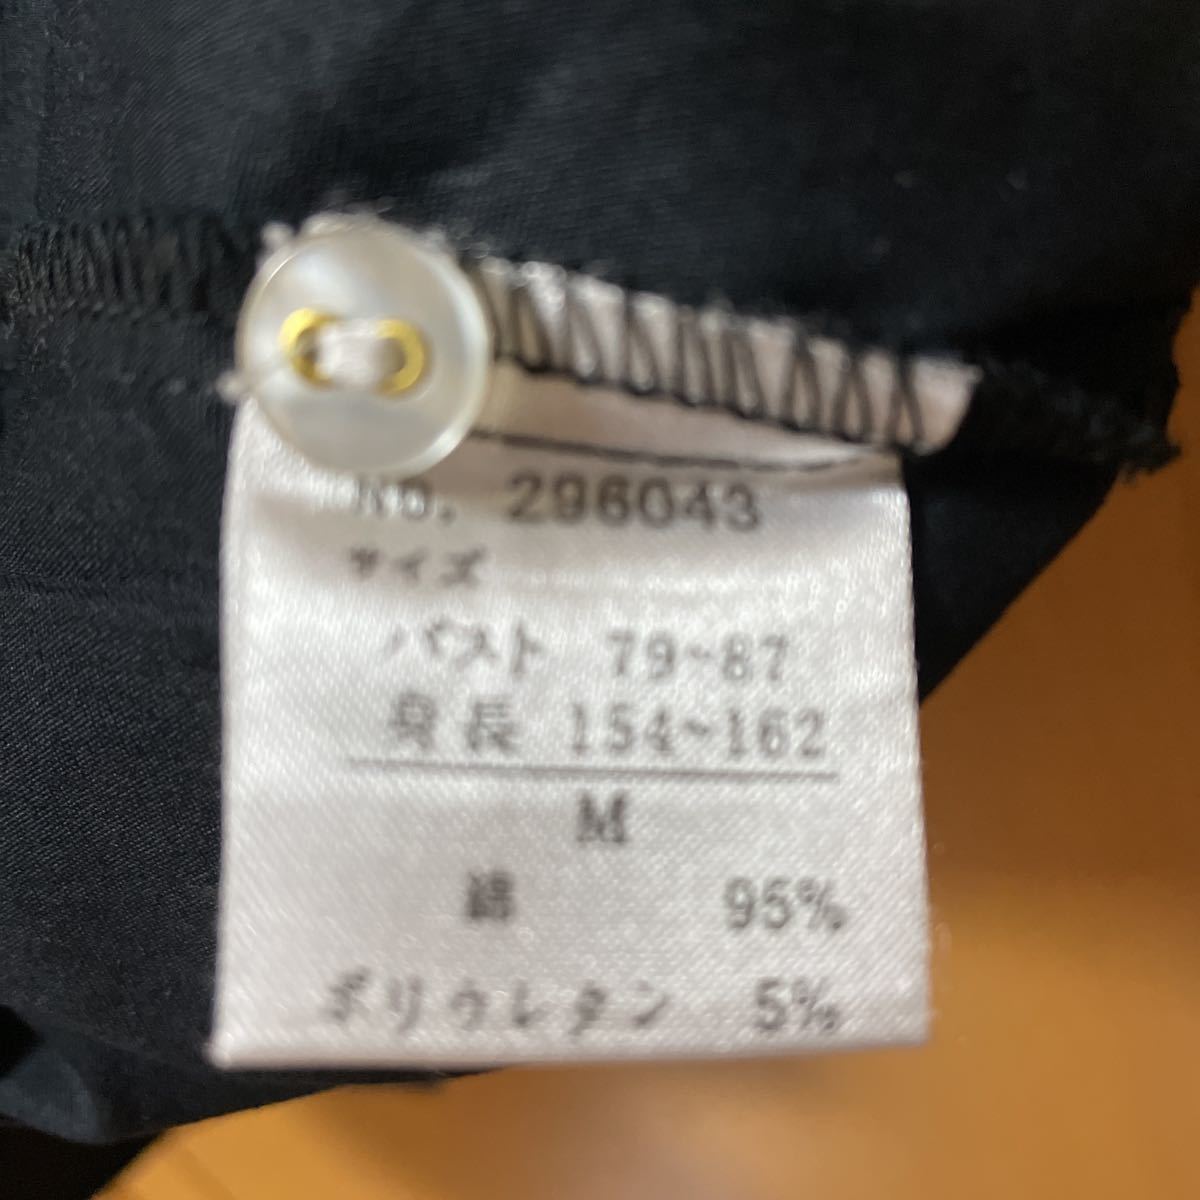 NO. 296043
サイズ
バスト 79~87
身長 154~162
M
綿 95%
ポリウレタン 5%